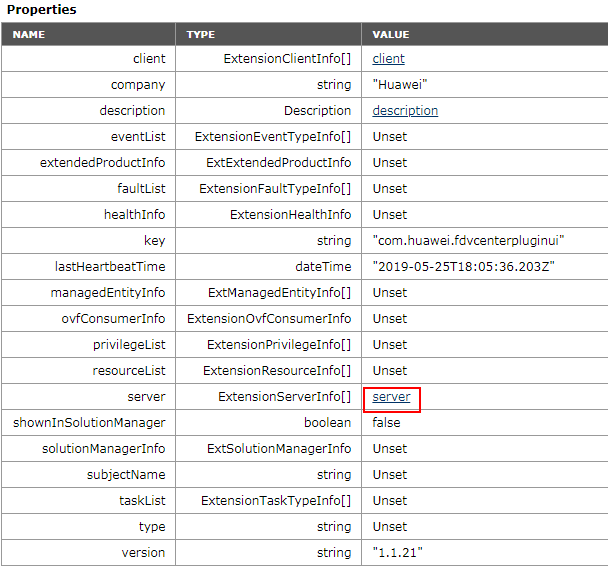 Properties
NAME TYPE VALUE
client ExtensionClientInfo[] client
company string "Huawei"
description Description description
eventList ExtensionEventTypeInfo[] Unset
extendedProductInfo ExtExtendedProductInfo Unset
faultList ExtensionFaultTypeInfo[] Unset
healthInfo ExtensionHealthInfo Unset
key string "com.huawei.fdvcenterpluginui"
lastHeartbeatTime dateTime "2019-05-25T18:05:36.203Z"
managedEntityInfo ExtManagedEntityInfo[] Unset
ovfConsumerInfo ExtensionOvfConsumerInfo Unset
privilegeList ExtensionPrivilegeInfo[] Unset
resourceList ExtensionResourceInfo[] Unset
server ExtensionServerInfo[] server
shownInSolutionManager boolean false
solutionManagerInfo ExtSolutionManagerInfo Unset
subjectName string Unset
taskList ExtensionTaskTypeInfo[] Unset
type string Unset
version string "1.1.21"